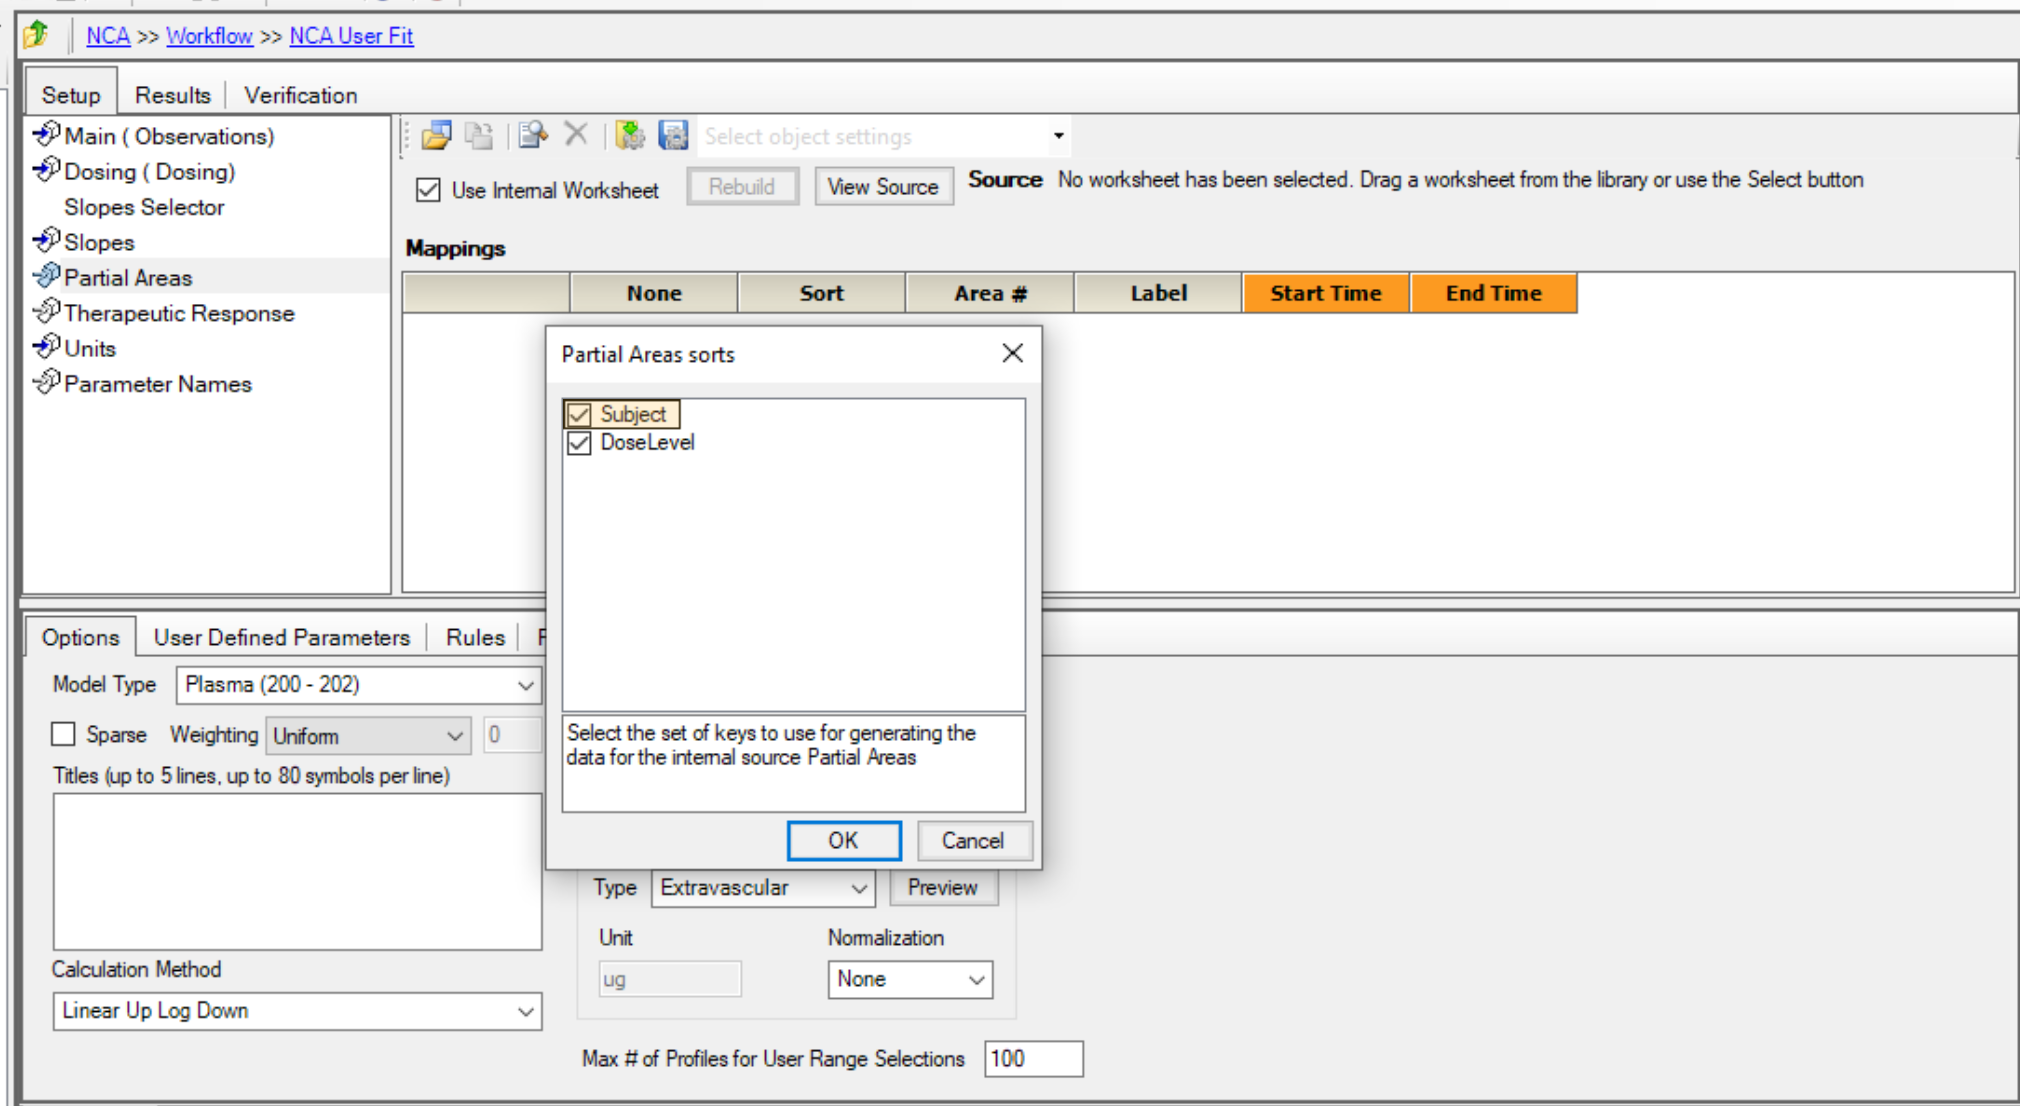 NCA >> Workflow >> NCA User Fit
Setup Results Verification
Main ( Observations)
Dosing ( Dosing)
Slopes Selector
Slopes
Partial Areas
Therapeutic Response
Units
Parameter Names
Select object settings
Use Internal Worksheet Rebuild View Source Source No worksheet has been selected. Drag a worksheet from the library or use the Select button
Mappings
None Sort Area # Label Start Time End Time
Partial Areas sorts
Subject
DoseLevel
Select the set of keys to use for generating the
data for the internal source Partial Areas
OK Cancel
Options User Defined Parameters Rules
Model Type Plasma (200 - 202)
Sparse Weighting Uniform 0
Titles (up to 5 lines, up to 80 symbols per line)
Calculation Method
Linear Up Log Down
Type Extravascular Preview
Unit Normalization
ug None
Max # of Profiles for User Range Selections 100